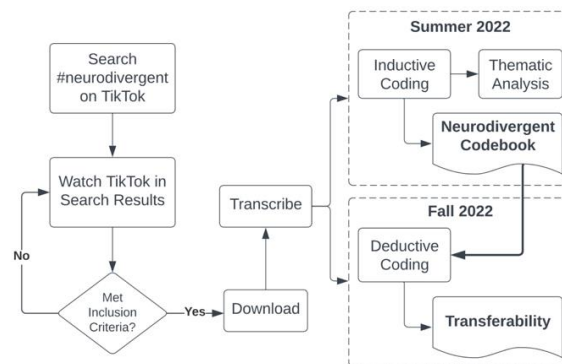 Search
#neurodivergent
on TikTok
Watch TikTok in
Search Results
No
Met
Inclusion
Criteria?
Yes
Download
Transcribe
Summer 2022
Inductive
Coding
Thematic
Analysis
Neurodivergent
Codebook
Fall 2022
Deductive
Coding
Transferability